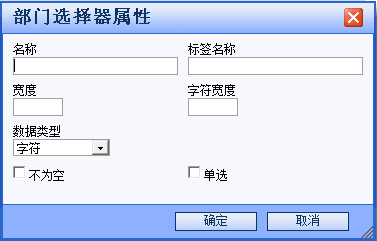 部门选择器属性
名称 标签名称
宽度 字符宽度
数据类型
字符
不为空 单选
确定 取消